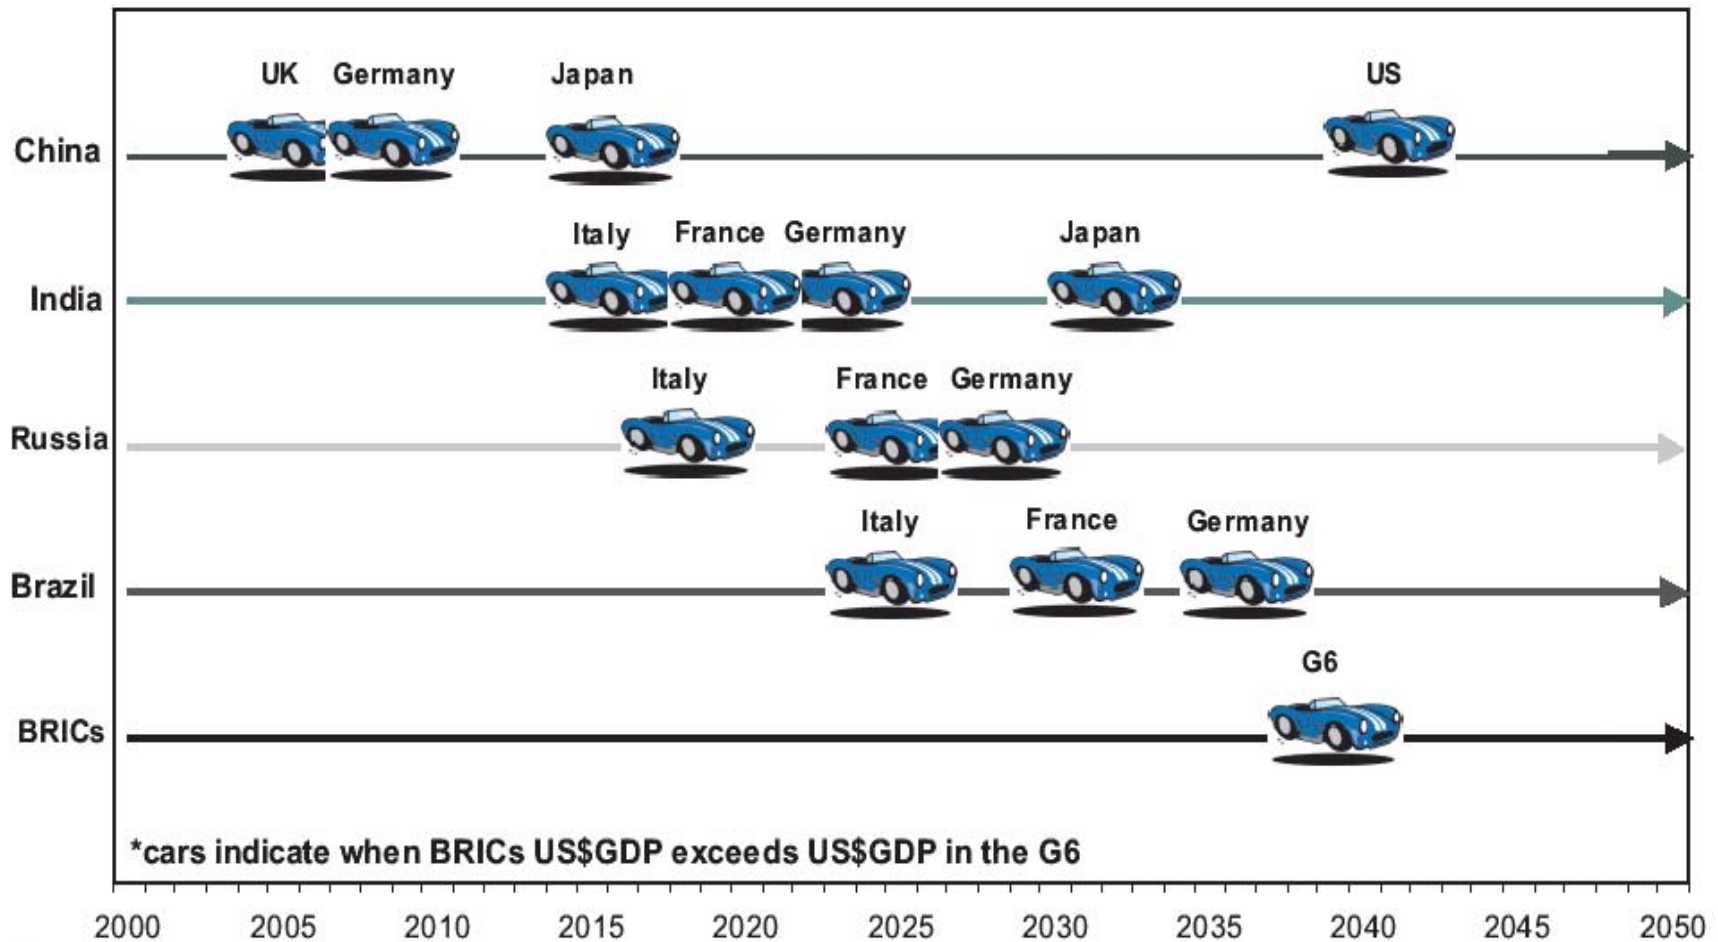 UK Germany Japan US
China
Italy France Germany Japan
India
Italy France Germany
Russia
Italy France Germany
Brazil
G6
BRICs
*cars indicate when BRICs US$GDP exceeds US$GDP in the G6
2000 2005 2010 2015 2020 2025 2030 2035 2040 2045 2050